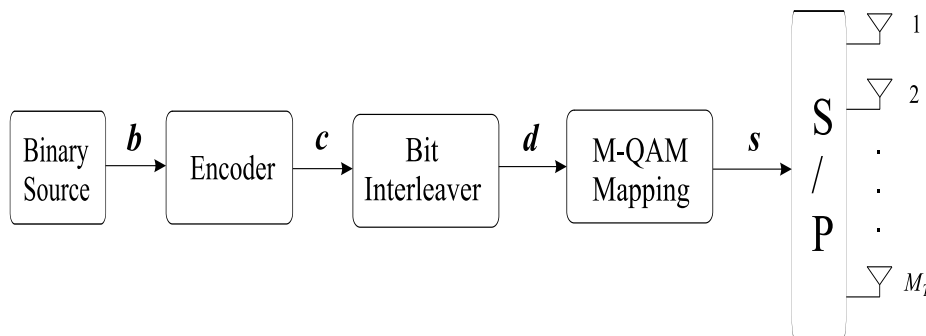 Binary
Source
b
Encoder
c
Bit
Interleaver
d
M-QAM
Mapping
s
S
/
P
1
2
M